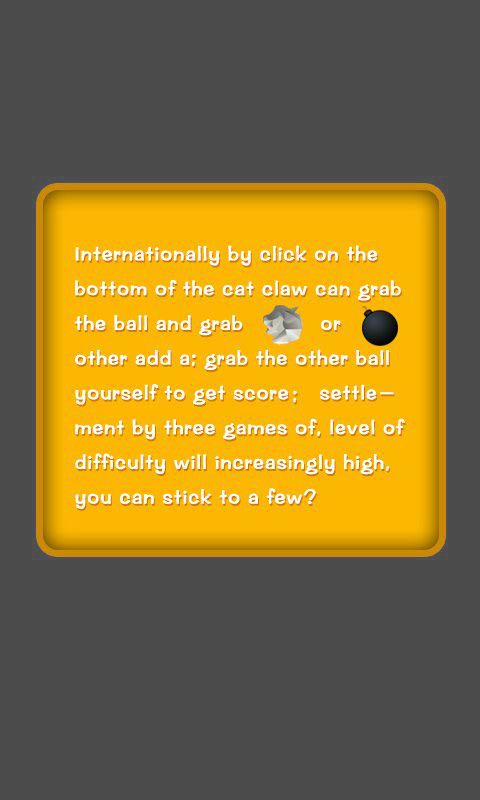 Internationally by click on the
bottom of the cat claw can grab
the ball and grab or
other add a; grab the other ball
yourself to get score; settle-
ment by three games of, level of
difficulty will increasingly high,
you can stick to a few?